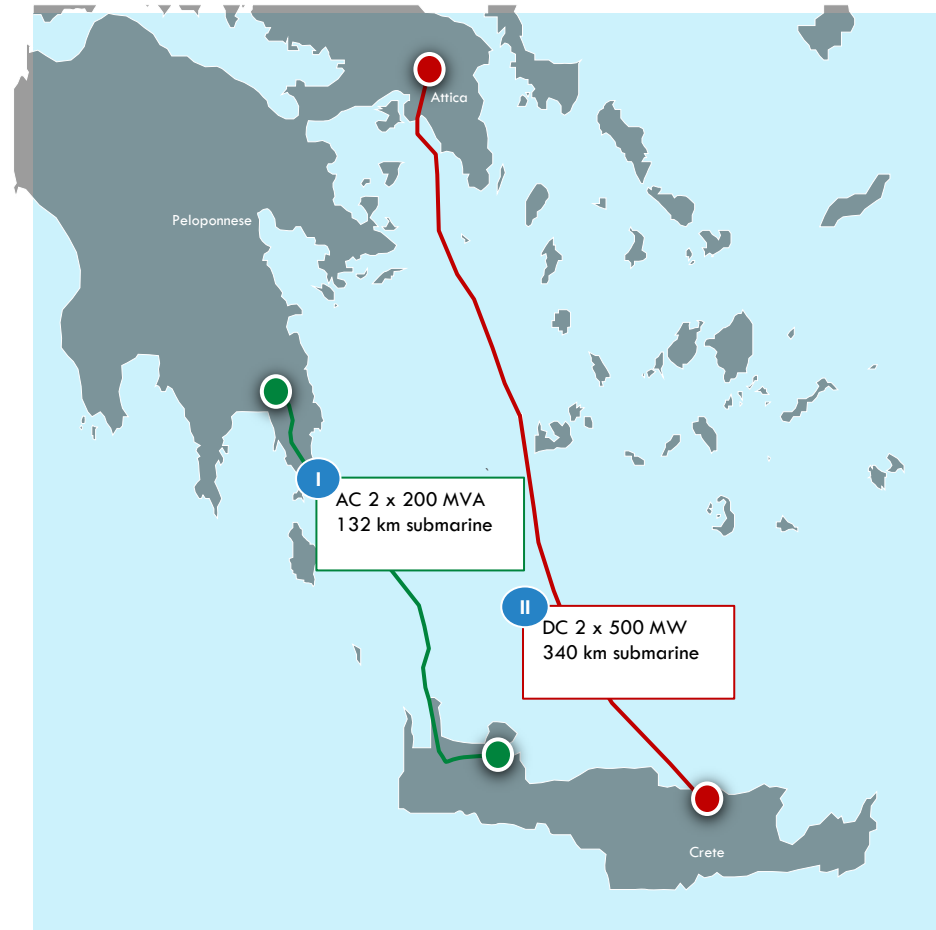 Attica
Peloponnese
I
AC 2 x 200 MVA
132 km submarine
II
DC 2 x 500 MW
340 km submarine
Crete